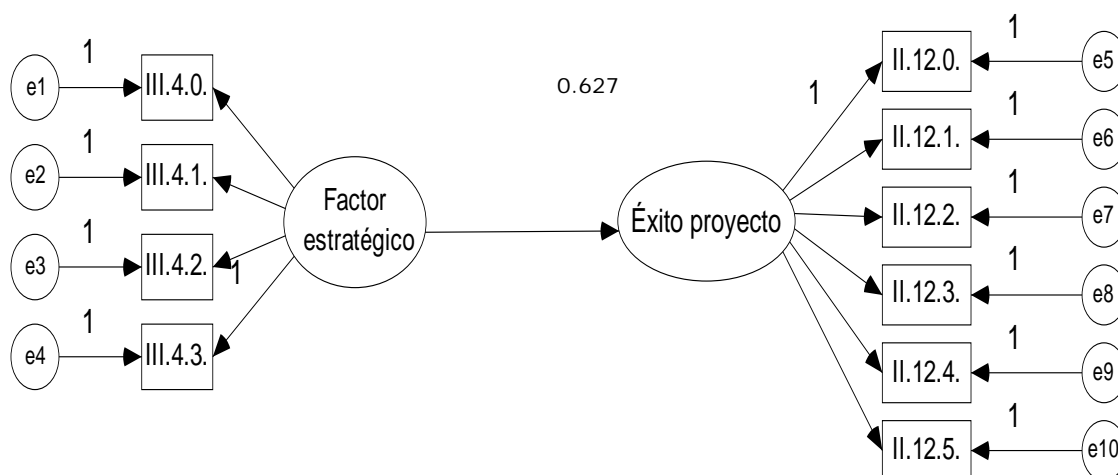 1
e1
III.4.0.
1
e2
III.4.1.
1
e3
III.4.2.
1
1
e4
III.4.3.
Factor
estratégico
0.627
Éxito proyecto
1
II.12.0.
1
e5
II.12.1.
1
e6
II.12.2.
1
e7
II.12.3.
1
e8
II.12.4.
1
e9
II.12.5.
1
e10